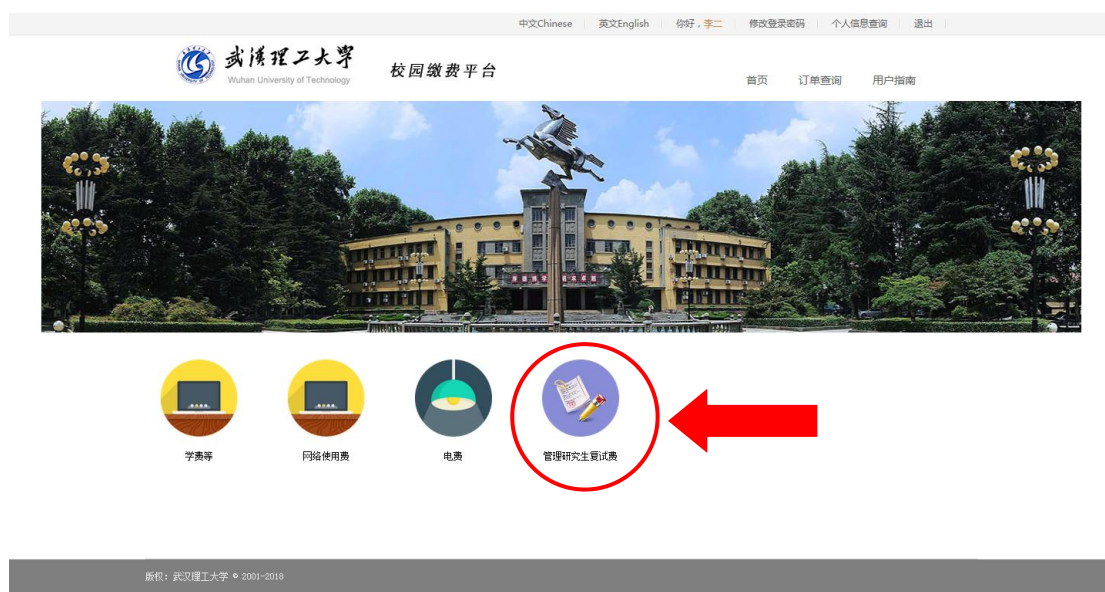 中文Chinese 英文English 你好，李二 修改登录密码 个人信息查询 退出
武汉理工大学
Wuhan University of Technology
校园缴费平台
首页 订单查询 用户指南
学费等 网络使用费 电费 管理研究生复试费
版权：武汉理工大学 © 2001-2018